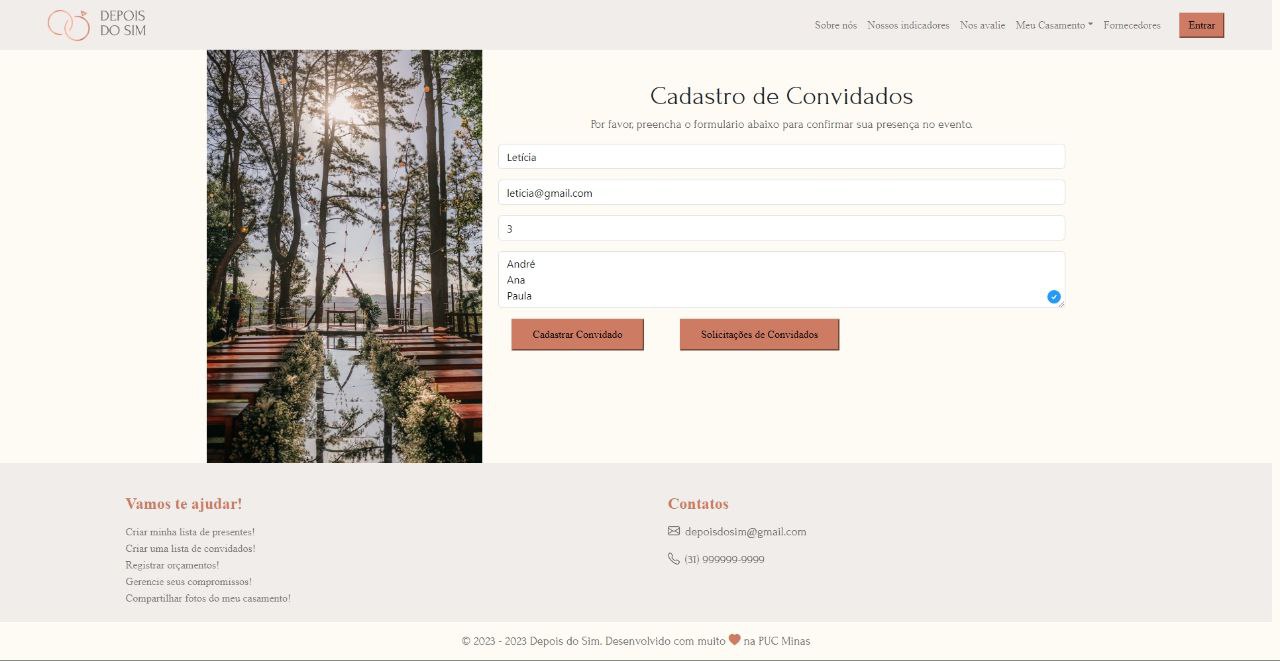 DEPOIS
DO SIM
Sobre nós Nossos indicadores Nos avalie Meu Casamento Fornecedores Entrar
Cadastro de Convidados
Por favor, preencha o formulário abaixo para confirmar sua presença no evento.
Letícia
leticia@gmail.com
3
André
Ana
Paula
Cadastrar Convidado Solicitações de Convidados
Vamos te ajudar!
Criar minha lista de presentes!
Criar uma lista de convidados!
Registrar orçamentos!
Gerencie seus compromissos!
Compartilhar fotos do meu casamento!
Contatos
depoisdosim@gmail.com
(31) 999999-9999
© 2023 - 2023 Depois do Sim. Desenvolvido com muito ❤ na PUC Minas